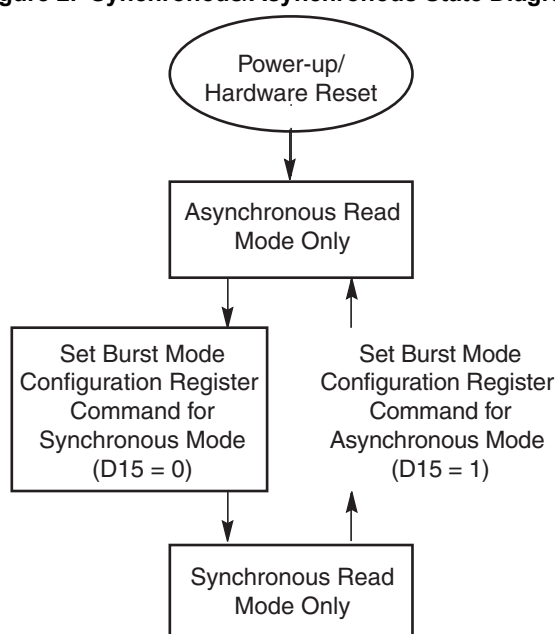 Power-up/
Hardware Reset
Asynchronous Read
Mode Only
Set Burst Mode
Configuration Register
Command for
Synchronous Mode
(D15 = 0)
Set Burst Mode
Configuration Register
Command for
Asynchronous Mode
(D15 = 1)
Synchronous Read
Mode Only